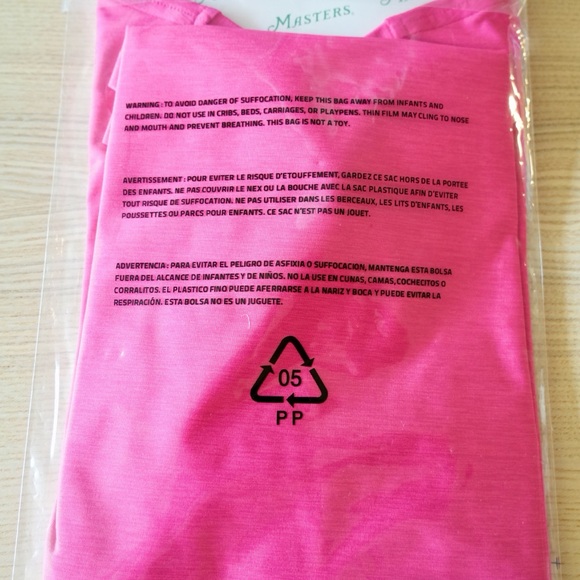 MASTERS.
WARNING: TO AVOID DANGER OF SUFFOCATION, KEEP THIS BAG AWAY FROM INFANTS AND
CHILDREN. DO NOT USE IN CRIBS, BEDS, CARRIAGES, OR PLAYPENS. THIN FILM MAY CLING TO NOSE
AND MOUTH AND PREVENT BREATHING. THIS BAG IS NOT A TOY.
AVERTISSEMENT: POUR EVITER LE RISQUE D'ETOUFFEMENT, GARDEZ CE SAC HORS DE LA PORTEE
DES ENFANTS. NE PAS COUVRIR LE NEX OU LA BOUCHE AVEC LA SAC PLASTIQUE AFIN D'EVITER
TOUT RISQUE DE SUFFOCATION. NE PAS UTILISER DANS LES BERCEAUX, LES LITS D'ENFANTS, LES
POUSSETTES OU PARCS POUR ENFANTS. CE SAC N'EST PAS UN JOUET.
ADVERTENCIA: PARA EVITAR EL PELIGRO DE ASFIXIA O SUFFOCATION, MANTENGA ESTA BOLSA
FUERA DEL ALCANCE DE INFANTES Y DE NIÑOS. NO LA USE EN CUNAS, CAMAS, COCHECITOS O
CORRALITOS. EL PLASTICO FINO PUEDE AFERRARSE A LA NARIZ Y BOCA Y PUEDE EVITAR LA
RESPIRACIÓN. ESTA BOLSA NO ES UN JUGUETE.
05
PP